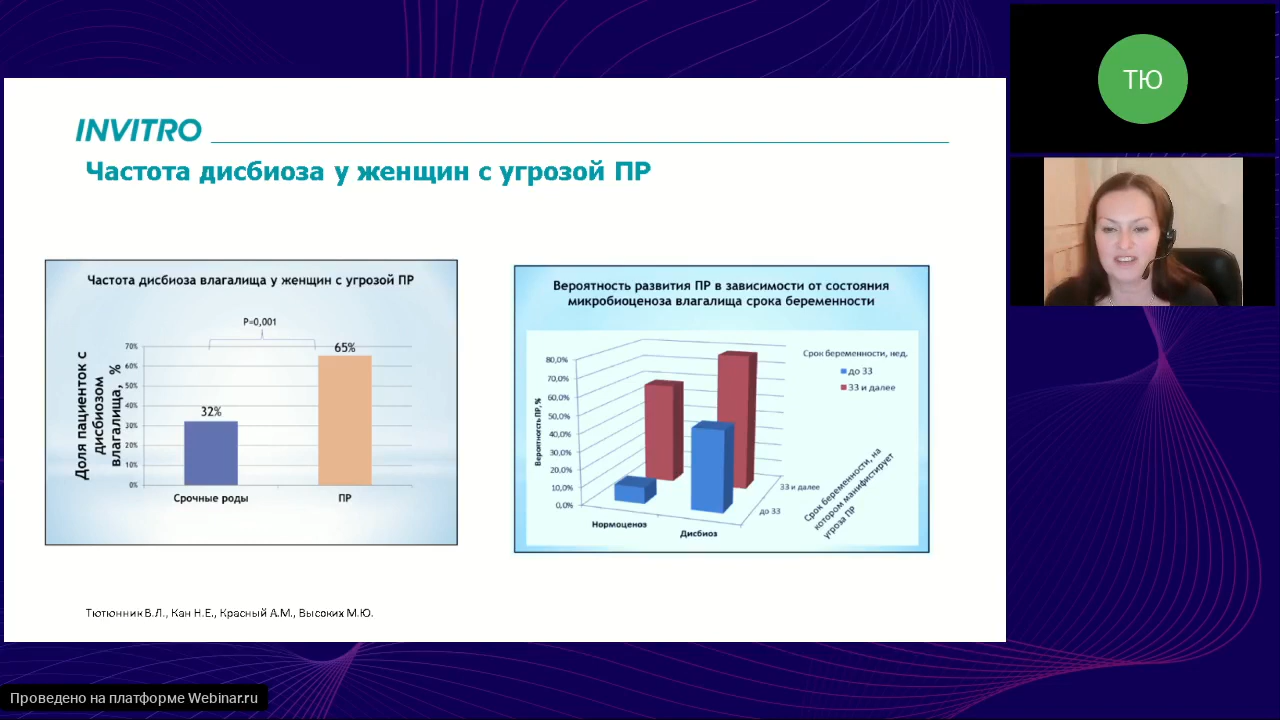 INVITRO
Частота дисбиоза у женщин с угрозой ПР
Частота дисбиоза влагалища у женщин с угрозой ПР
P=0,001
Доля пациенток с
дисбиозом
влагалища, %
70%
60%
50%
40%
30%
20%
10%
0%
32%
65%
Срочные роды
ПР
Вероятность развития ПР в зависимости от состояния
микробиоценоза влагалища срока беременности
Вероятность ПР, %
80,0%
70,0%
60,0%
50,0%
40,0%
30,0%
20,0%
10,0%
0,0%
Срок беременности, нед.
до 33
33 и далее
Нормоценоз
Дисбиоз
33 и далее
до 33
Срок беременности, на
котором манифистирует
угроза ПР
Тютюнник В.Л., Кан Н.Е., Красный А.М., Высоких М.Ю.
ТЮ
Проведено на платформе Webinar.ru